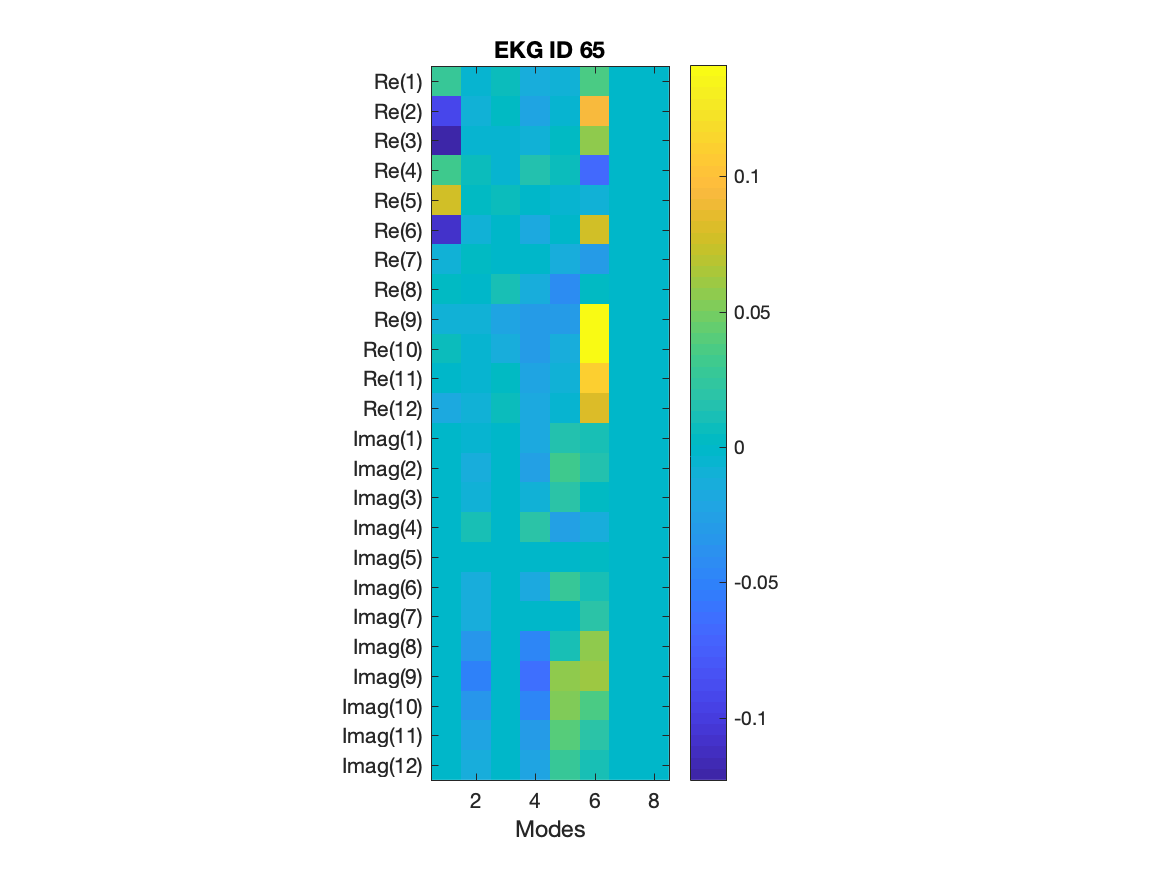 EKG ID 65
Re(1)
Re(2)
Re(3)
Re(4)
Re(5)
Re(6)
Re(7)
Re(8)
Re(9)
Re(10)
Re(11)
Re(12)
Imag(1)
Imag(2)
Imag(3)
Imag(4)
Imag(5)
Imag(6)
Imag(7)
Imag(8)
Imag(9)
Imag(10)
Imag(11)
Imag(12)
2 4 6 8
Modes
0.1
0.05
0
-0.05
-0.1